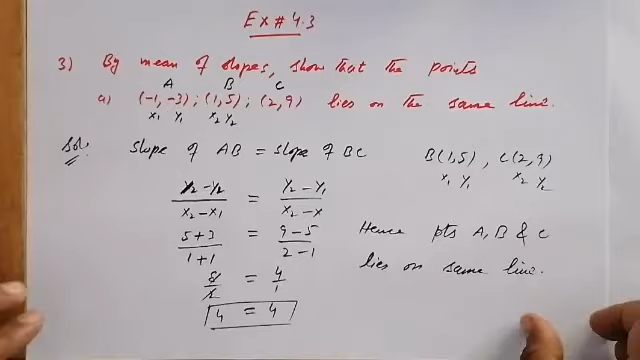 Ex # 4.3
3) By mean of slopes, show that the points
A B C
a) (-1, -3) ; (1, 5) ; (2, 9) lies on the same line.
x₁ y₁ x₂ y₂
Sol: slope of AB = slope of BC
B(1,5) , C(2,9)
x₁ y₁ x₂ y₂
y₂-y₂/x₂-x₁ = y₂-y₁/x₂-x
5+3/1+1 = 9-5/2-1
Hence pts A, B & C
lies on same line.
8/2 = 4/1
4 = 4